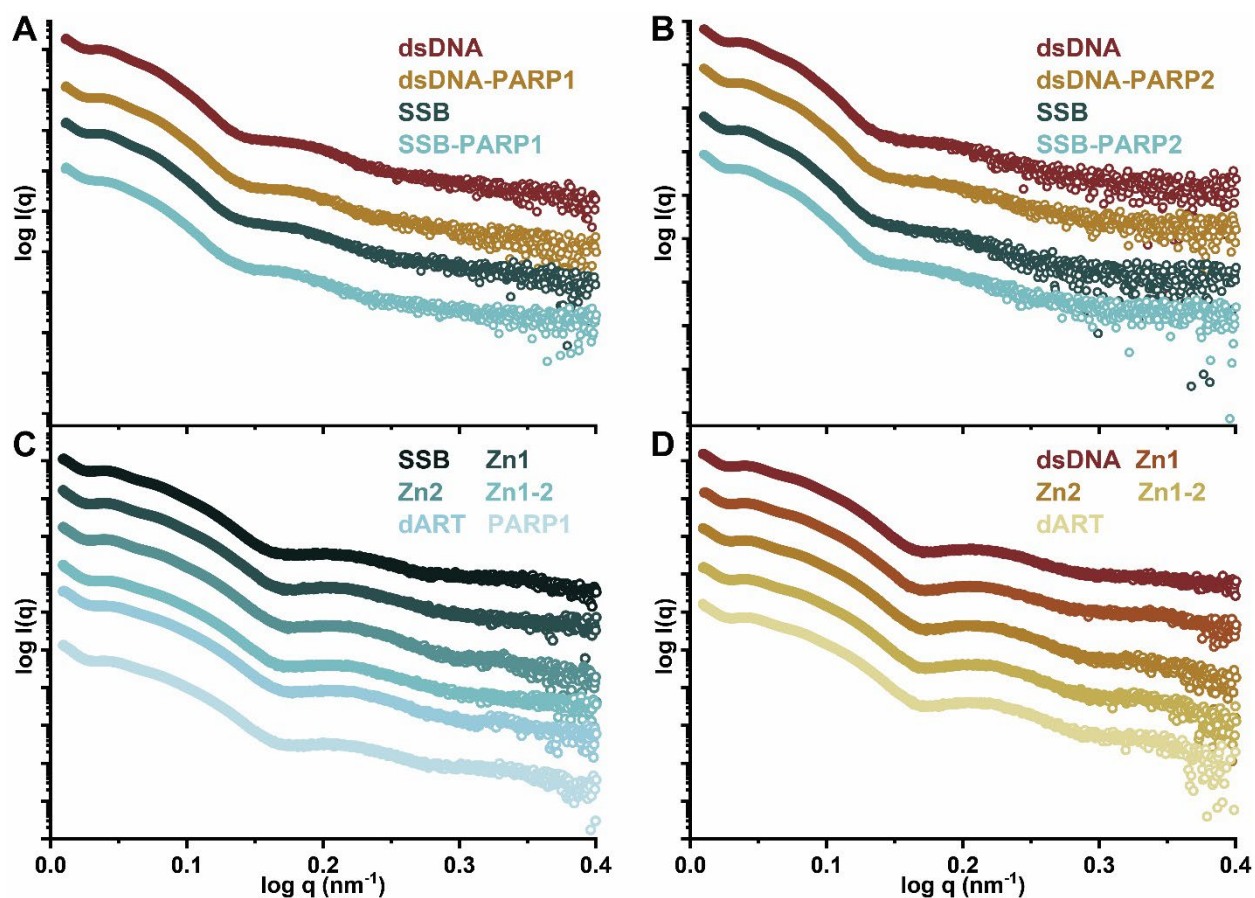 A
dsDNA
dsDNA-PARP1
SSB
SSB-PARP1
log I(q)
B
dsDNA
dsDNA-PARP2
SSB
SSB-PARP2
log I(q)
C
SSB Zn1
Zn2 Zn1-2
dART PARP1
log I(q)
0.0 0.1 0.2 0.3 0.4
log q (nm⁻¹)
D
dsDNA Zn1
Zn2 Zn1-2
dART
log I(q)
0.0 0.1 0.2 0.3 0.4
log q (nm⁻¹)